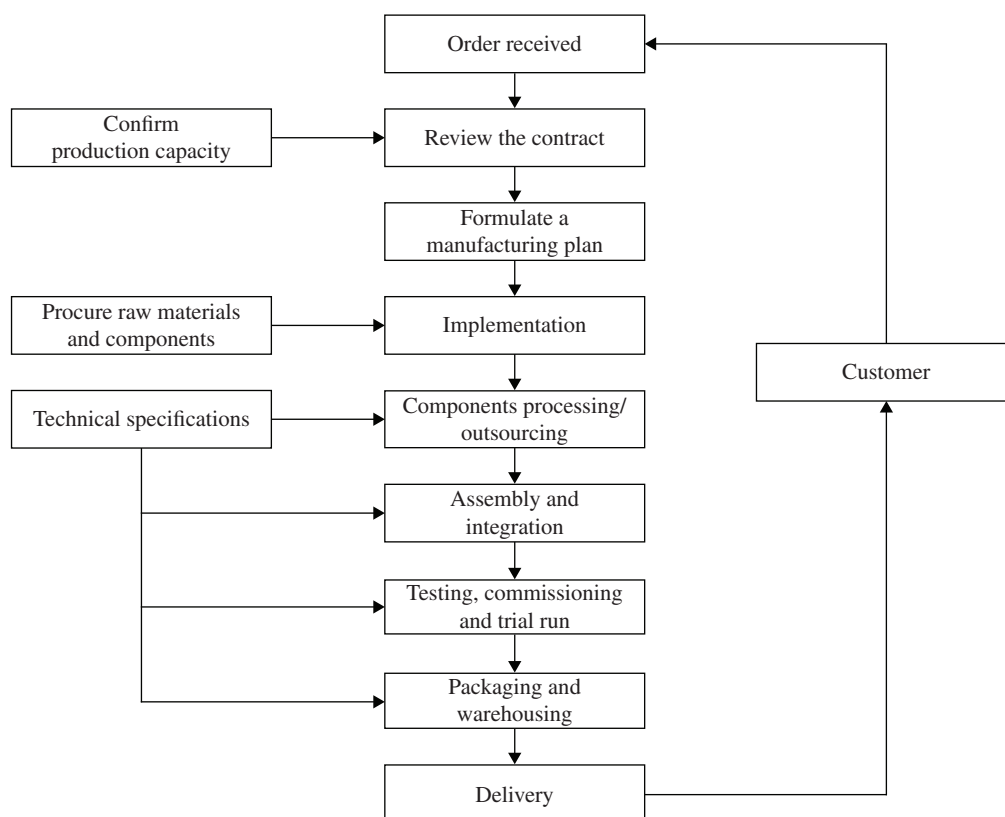 Order received
Confirm
production capacity
Review the contract
Formulate a
manufacturing plan
Procure raw materials
and components
Implementation
Customer
Technical specifications
Components processing/
outsourcing
Assembly and
integration
Testing, commissioning
and trial run
Packaging and
warehousing
Delivery